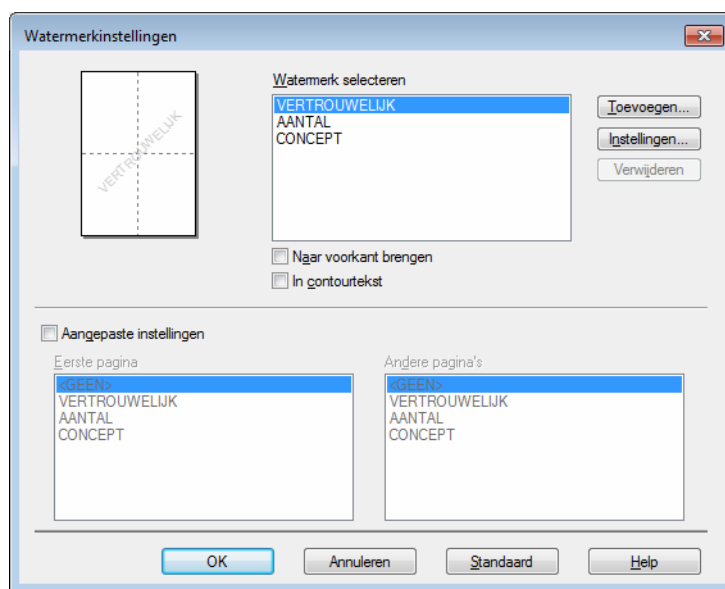 Watermerkinstellingen
VERTROUWELIJK
Watermerk selecteren
VERTROUWELIJK
AANTAL
CONCEPT
Toevoegen...
Instellingen...
Verwijderen
Naar voorkant brengen
In contourtekst
Aangepaste instellingen
Eerste pagina
<GEEN>
VERTROUWELIJK
AANTAL
CONCEPT
Andere pagina's
<GEEN>
VERTROUWELIJK
AANTAL
CONCEPT
OK
Annuleren
Standaard
Help